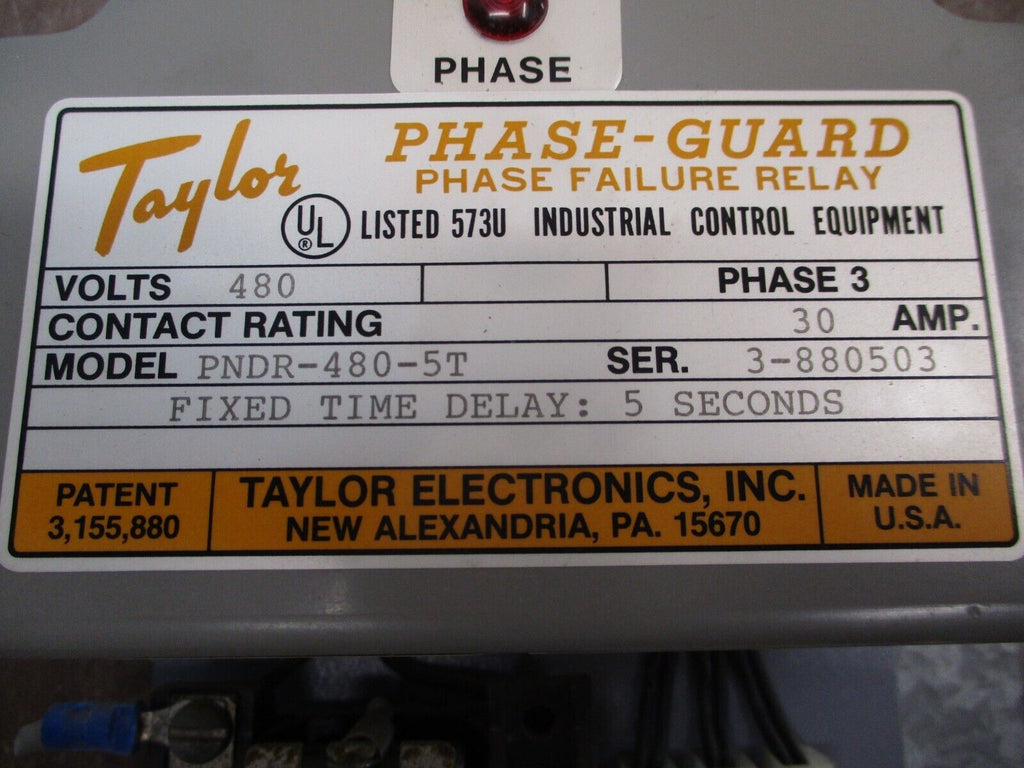 PHASE
Taylor
PHASE-GUARD
PHASE FAILURE RELAY
UL ® LISTED 573U INDUSTRIAL CONTROL EQUIPMENT
VOLTS 480 PHASE 3
CONTACT RATING 30 AMP.
MODEL PNDR-480-5T SER. 3-880503
FIXED TIME DELAY: 5 SECONDS
PATENT
3,155,880
TAYLOR ELECTRONICS, INC.
NEW ALEXANDRIA, PA. 15670
MADE IN
U.S.A.